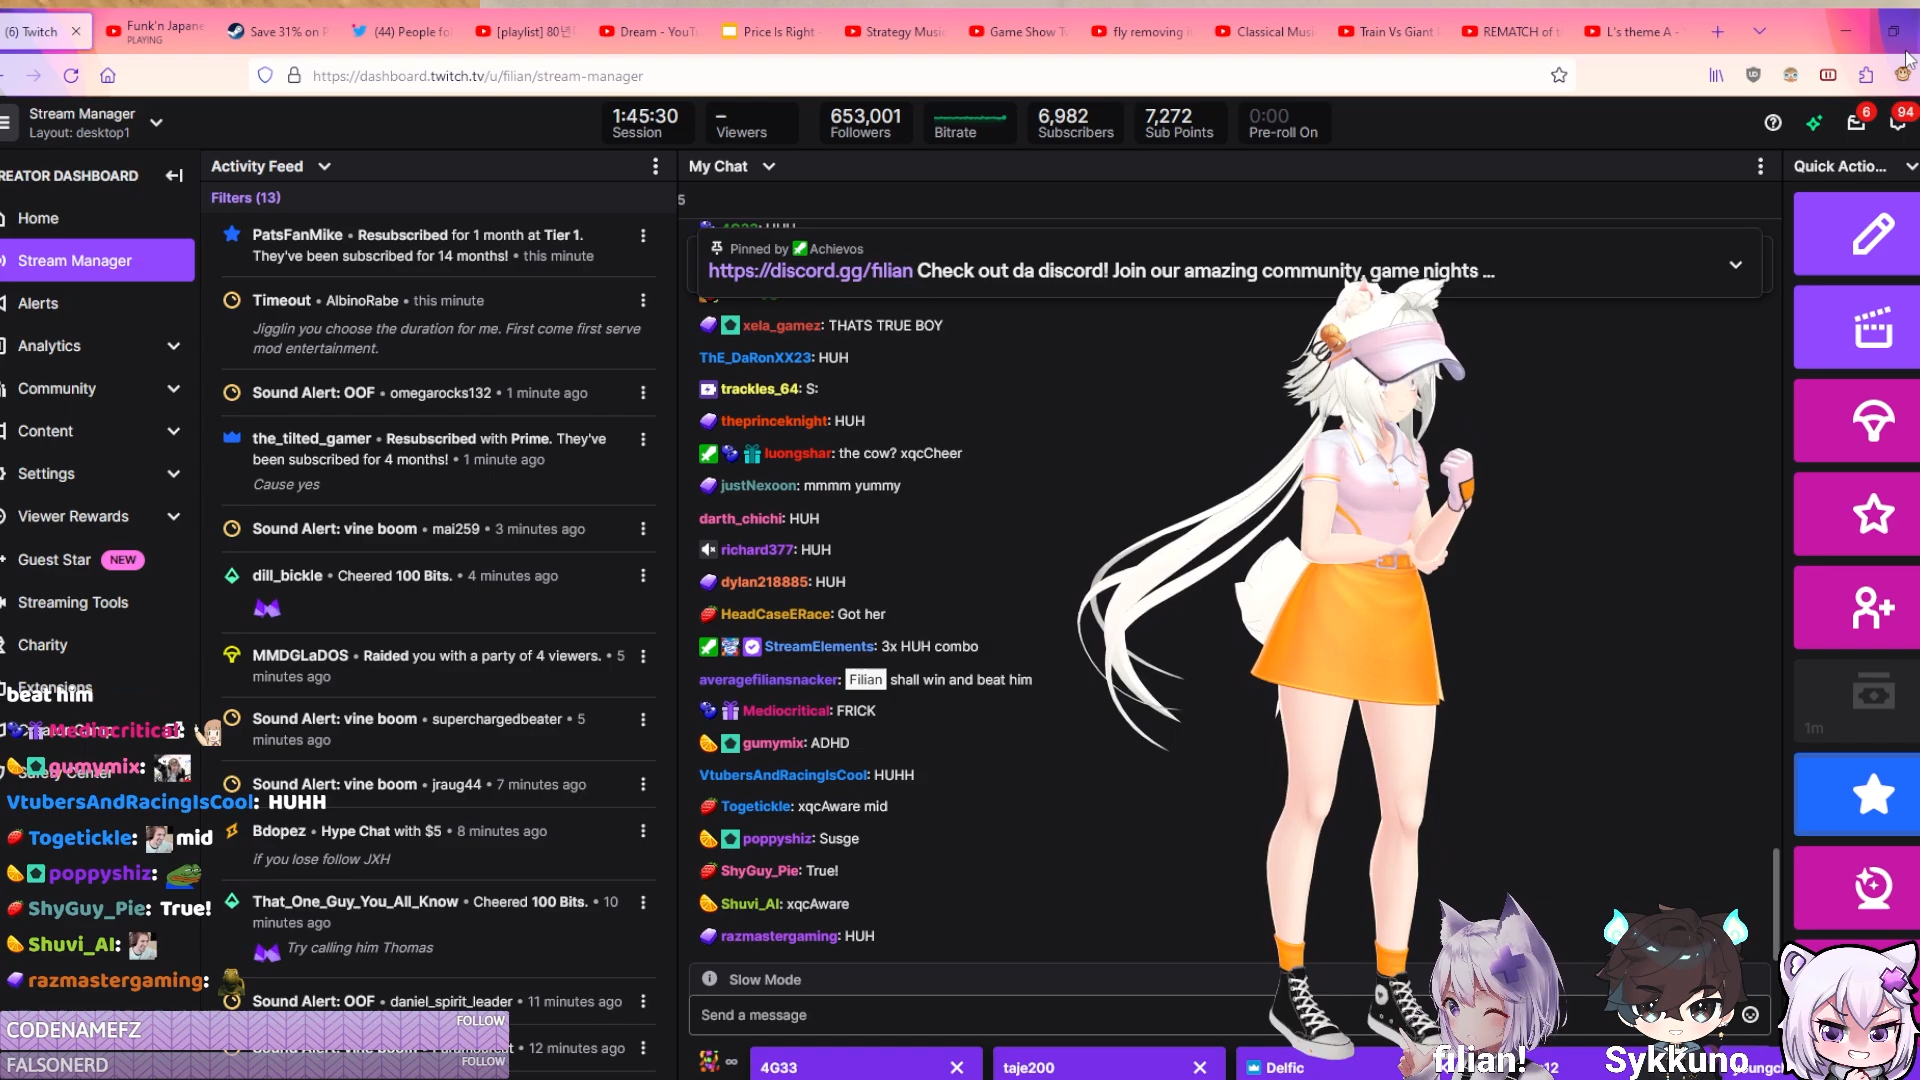 (6) Twitch
Funk'n Japane
PLAYING
Save 31% on P
(44) People fo
[playlist] 80년
Dream - YouT
Price Is Right -
Strategy Musi
Game Show T
fly removing i
Classical Musi
Train Vs Giant
REMATCH of t
L's theme A -
https://dashboard.twitch.tv/u/filian/stream-manager
Stream Manager
Layout: desktop1
1:45:30
Session
–
Viewers
653,001
Followers
Bitrate
6,982
Subscribers
7,272
Sub Points
0:00
Pre-roll On
6
94
REATOR DASHBOARD
Home
Stream Manager
Alerts
Analytics
Community
Content
Settings
Viewer Rewards
Guest Star NEW
Streaming Tools
Charity
Extensions
Activity Feed
Filters (13)
PatsFanMike • Resubscribed for 1 month at Tier 1.
They've been subscribed for 14 months! • this minute
Timeout • AlbinoRabe • this minute
Jigglin you choose the duration for me. First come first serve
mod entertainment.
Sound Alert: OOF • omegarocks132 • 1 minute ago
the_tilted_gamer • Resubscribed with Prime. They've
been subscribed for 4 months! • 1 minute ago
Cause yes
Sound Alert: vine boom • mai259 • 3 minutes ago
dill_bickle • Cheered 100 Bits. • 4 minutes ago
MMDGLaDOS • Raided you with a party of 4 viewers. • 5
minutes ago
Sound Alert: vine boom • superchargedbeater • 5
minutes ago
Sound Alert: vine boom • jraug44 • 7 minutes ago
Bdopez • Hype Chat with $5 • 8 minutes ago
if you lose follow JXH
That_One_Guy_You_All_Know • Cheered 100 Bits. • 10
minutes ago
Try calling him Thomas
Sound Alert: OOF • daniel_spirit_leader • 11 minutes ago
• 12 minutes ago
My Chat
5
4G33: HUH
Pinned by Achievos
https://discord.gg/filian Check out da discord! Join our amazing community, game nights ...
xela_gamez: THATS TRUE BOY
ThE_DaRonXX23: HUH
trackles_64: S:
theprinceknight: HUH
luongshar: the cow? xqcCheer
justNexoon: mmmm yummy
darth_chichi: HUH
richard377: HUH
dylan218885: HUH
HeadCaseERace: Got her
StreamElements: 3x HUH combo
averagefiliansnacker: Filian shall win and beat him
Mediocritical: FRICK
gumymix: ADHD
VtubersAndRacingIsCool: HUHH
Togetickle: xqcAware mid
poppyshiz: Susge
ShyGuy_Pie: True!
Shuvi_AI: xqcAware
razmastergaming: HUH
Slow Mode
Send a message
4G33
taje200
Delfic
12
Quick Actio...
1m
beat him
Mediocritical:
gumymix:
VtubersAndRacingIsCool: HUHH
Togetickle: mid
poppyshiz:
ShyGuy_Pie: True!
Shuvi_AI:
razmastergaming:
CODENAMEFZ FOLLOW
FALSONERD FOLLOW
filian!
Sykkuno